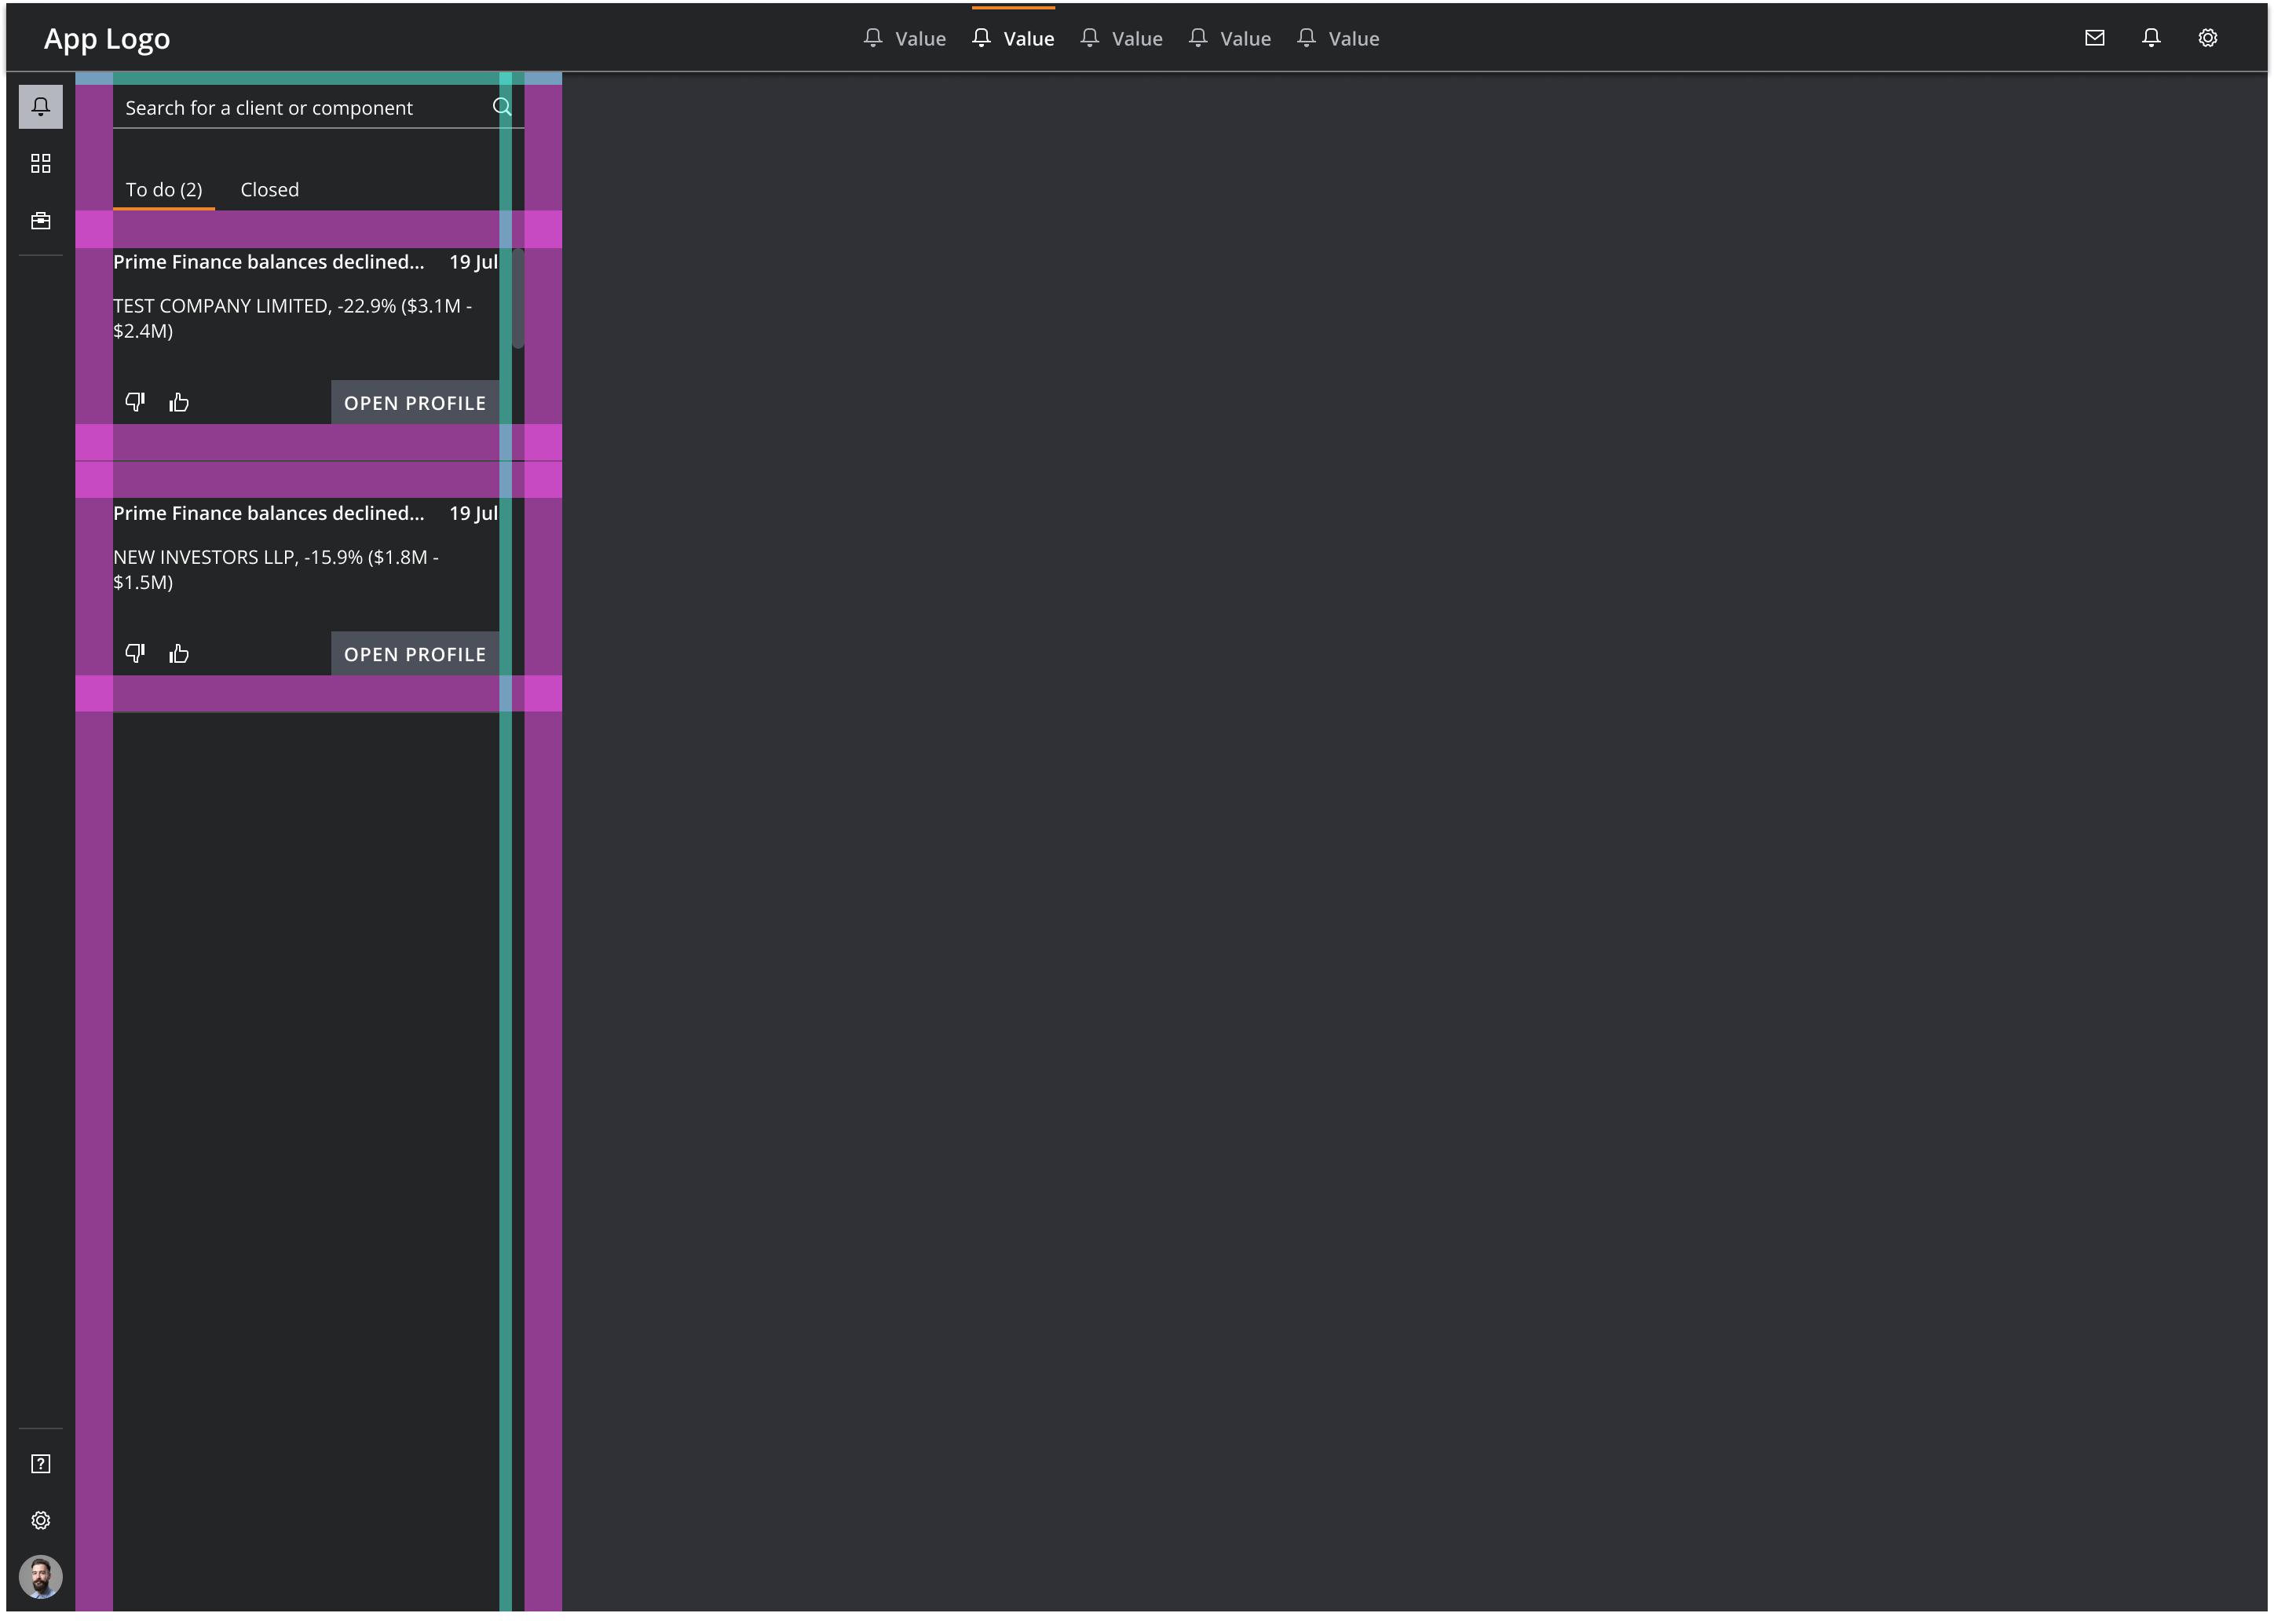 App Logo
Value
Value
Value
Value
Value
Search for a client or component
To do (2) Closed
Prime Finance balances declined... 19 Jul
TEST COMPANY LIMITED, -22.9% ($3.1M -
$2.4M)
OPEN PROFILE
Prime Finance balances declined... 19 Jul
NEW INVESTORS LLP, -15.9% ($1.8M -
$1.5M)
OPEN PROFILE
?